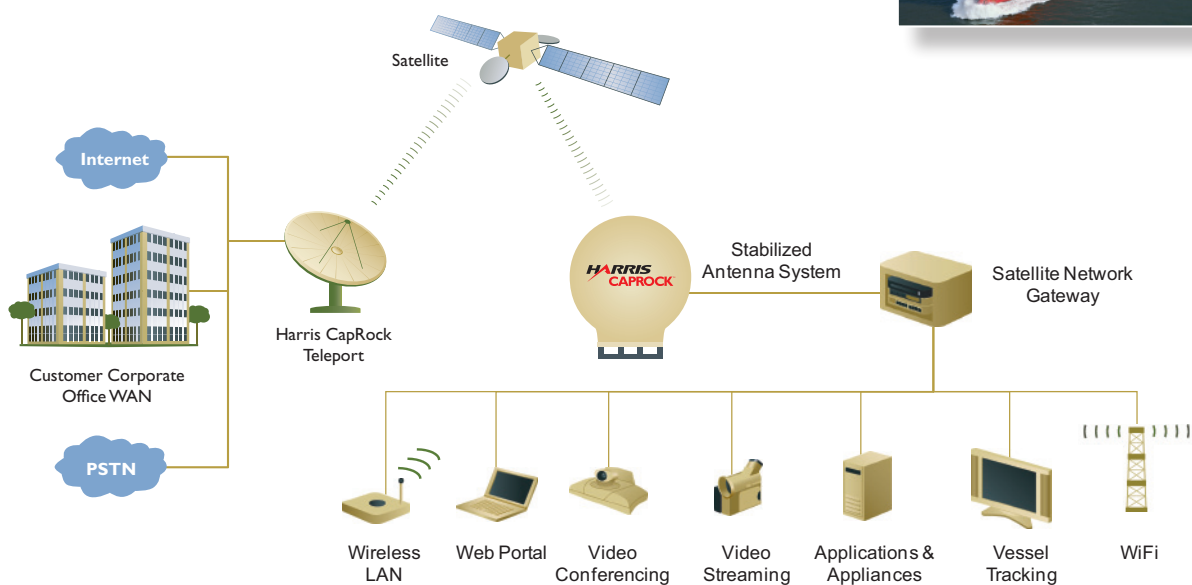 Satellite
Internet
Customer Corporate
Office WAN
PSTN
Harris CapRock
Teleport
HARRIS
CAPROCK
Stabilized
Antenna System
Satellite Network
Gateway
Wireless
LAN
Web Portal
Video
Conferencing
Video
Streaming
Applications &
Appliances
Vessel
Tracking
WiFi